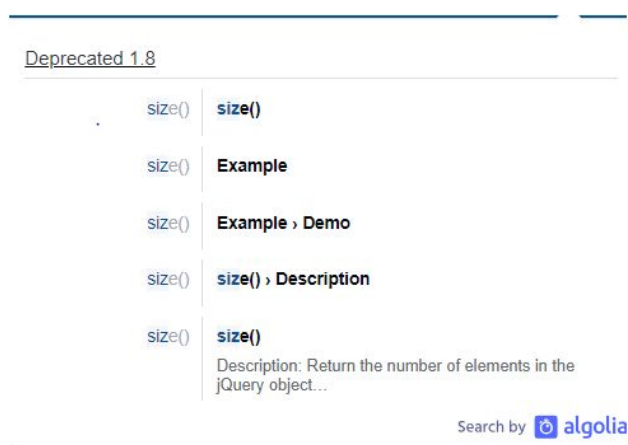 Deprecated 1.8
size() size()
size() Example
size() Example › Demo
size() size() › Description
size() size()
Description: Return the number of elements in the
jQuery object...
Search by algolia